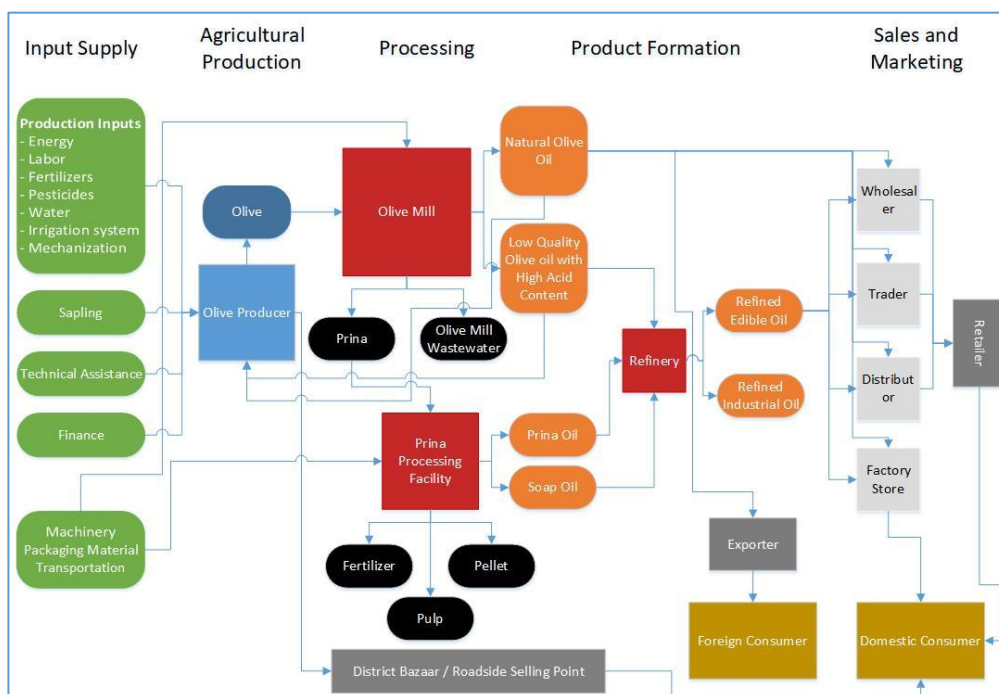 Input Supply
Agricultural
Production
Processing
Product Formation
Sales and
Marketing
Production Inputs
- Energy
- Labor
- Fertilizers
- Pesticides
- Water
- Irrigation system
- Mechanization
Sapling
Technical Assistance
Finance
Machinery
Packaging Material
Transportation
Olive
Olive Producer
Olive Mill
Prina
Olive Mill
Wastewater
Prina
Processing
Facility
Fertilizer
Pellet
Pulp
District Bazaar / Roadside Selling Point
Natural Olive
Oil
Low Quality
Olive oil with
High Acid
Content
Prina Oil
Soap Oil
Refinery
Refined
Edible Oil
Refined
Industrial Oil
Exporter
Foreign Consumer
Wholesal
er
Trader
Distribut
or
Factory
Store
Retailer
Domestic Consumer